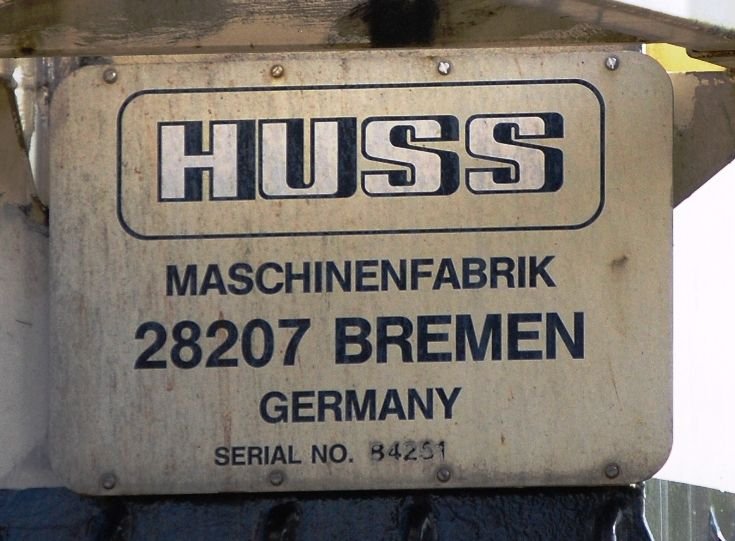 HUSS
MASCHINENFABRIK
28207 BREMEN
GERMANY
SERIAL NO.